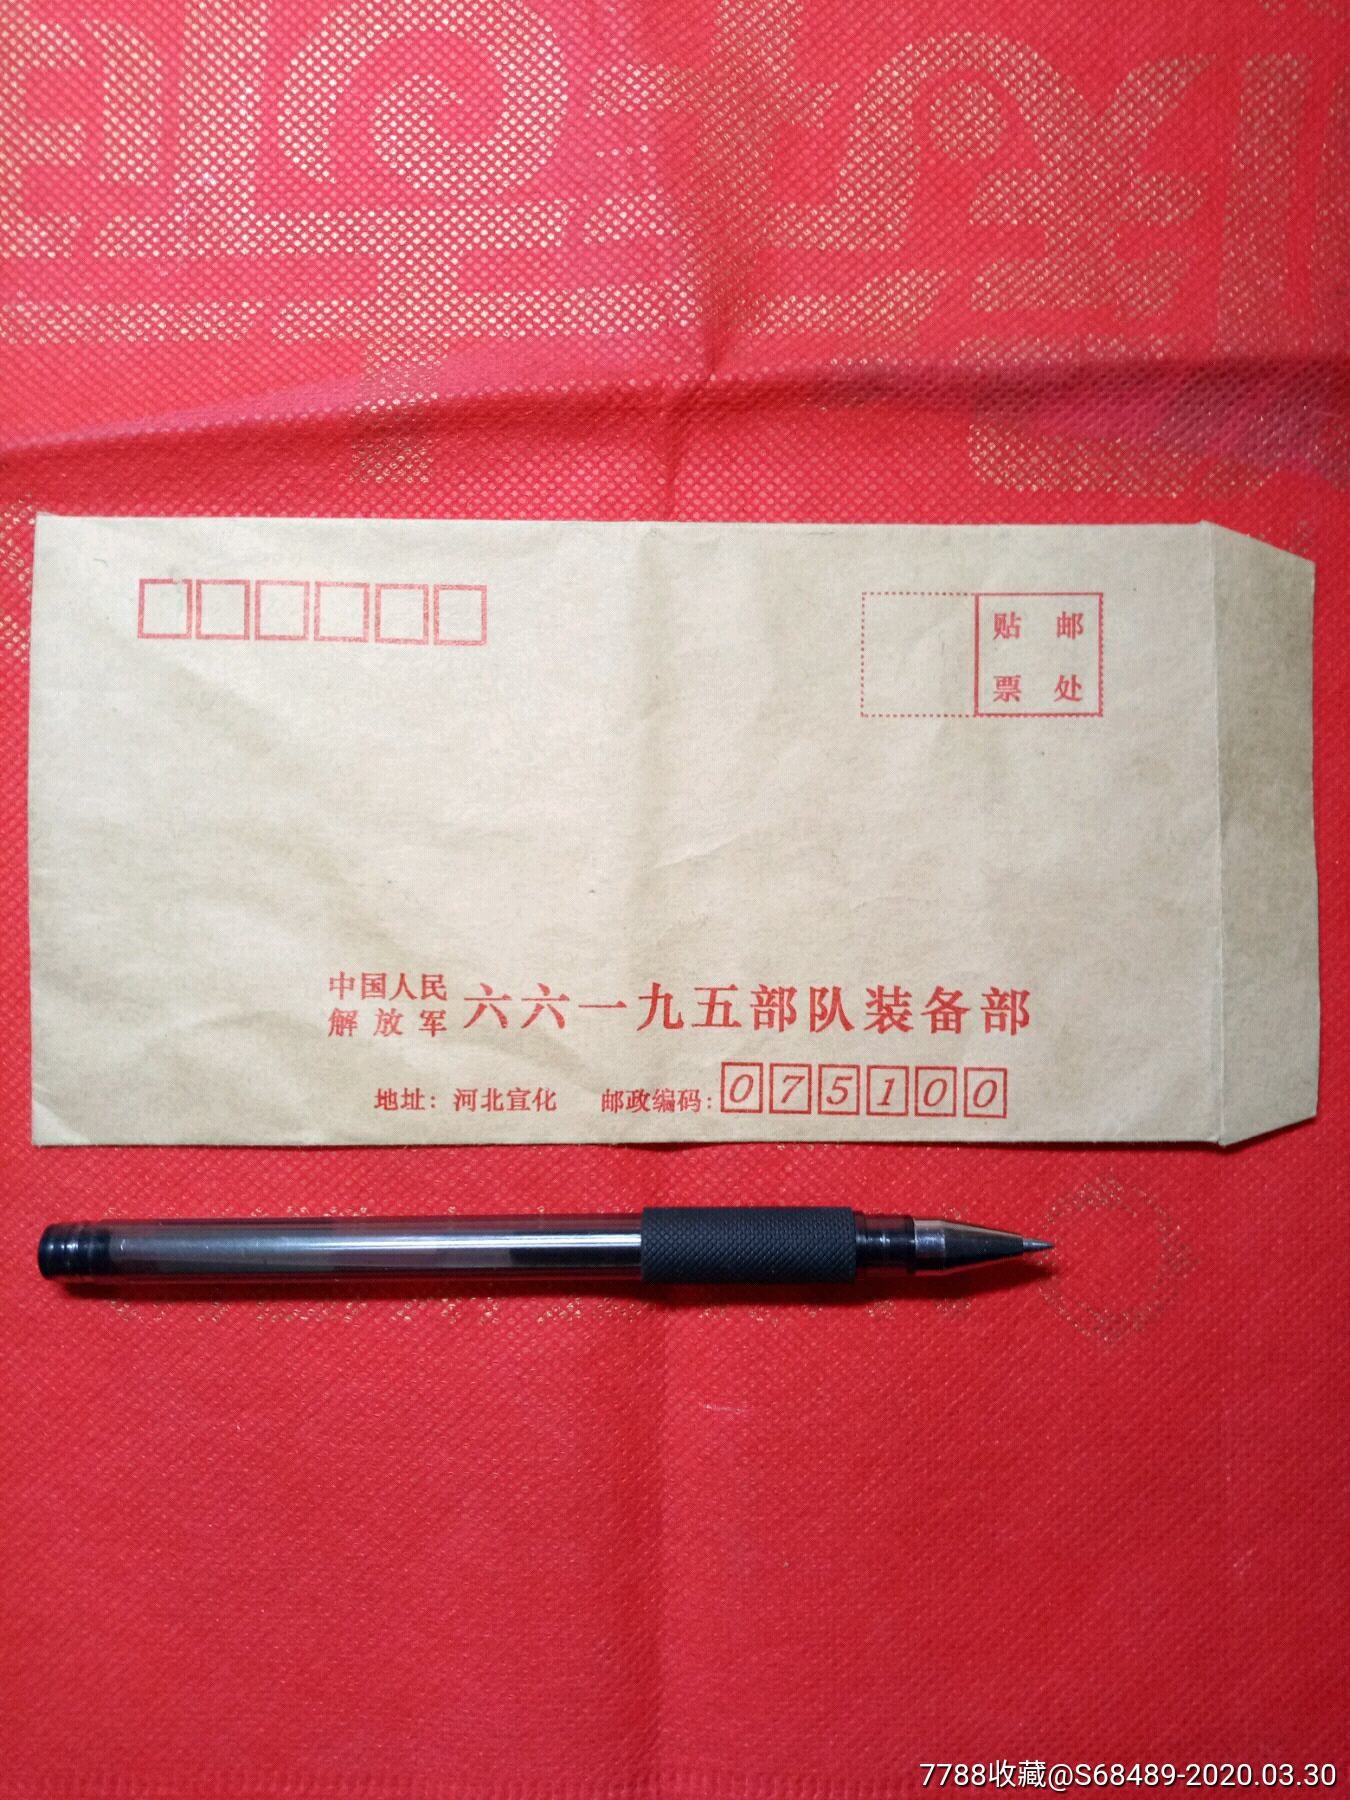 贴 邮
票 处
中国人民
解放军
六六一九五部队装备部
地址：河北宣化 邮政编码：075100
7788收藏@S68489-2020.03.30